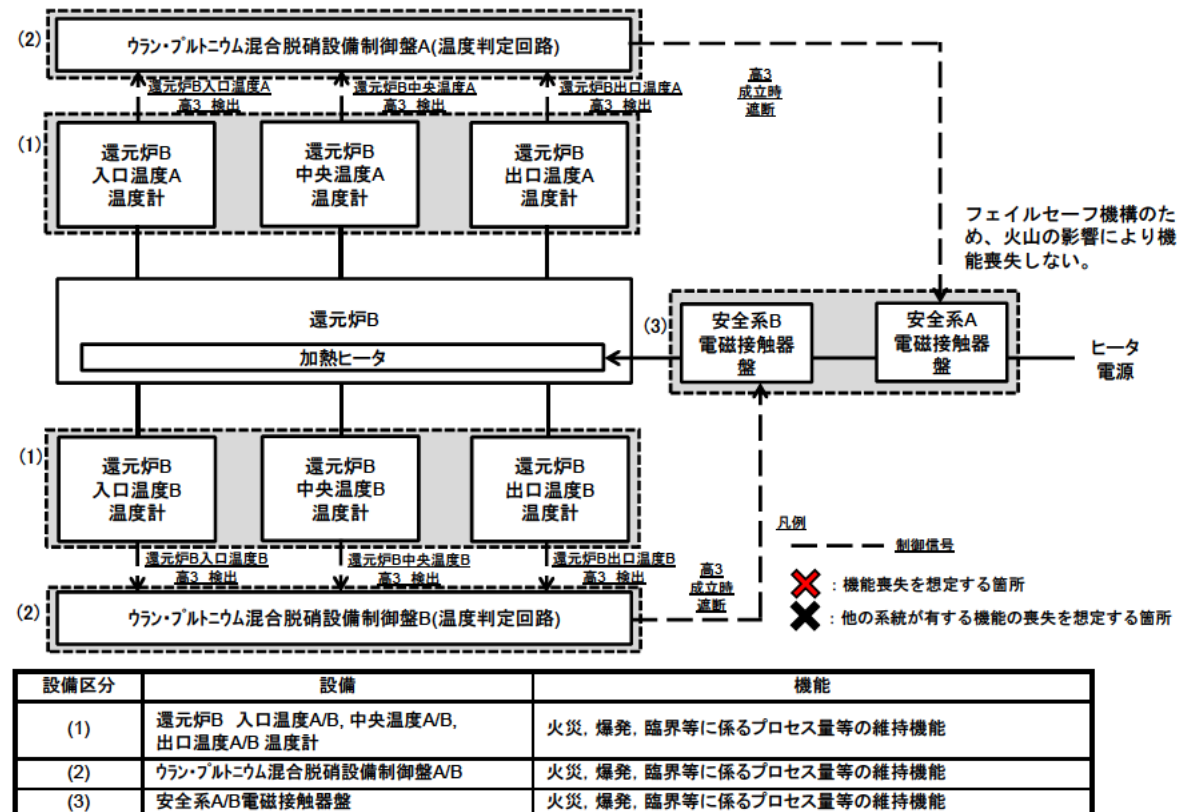 (2)
ウラン・プルトニウム混合脱硝設備制御盤A(温度判定回路)
還元炉B入口温度A
高3 検出
還元炉B中央温度A
高3 検出
還元炉B出口温度A
高3 検出
高3
成立時
遮断
(1)
還元炉B
入口温度A
温度計
還元炉B
中央温度A
温度計
還元炉B
出口温度A
温度計
フェイルセーフ機構のた
め、火山の影響により機
能喪失しない。
還元炉B
加熱ヒータ
(3)
安全系B
電磁接触器
盤
安全系A
電磁接触器
盤
ヒータ
電源
(1)
還元炉B
入口温度B
温度計
還元炉B
中央温度B
温度計
還元炉B
出口温度B
温度計
還元炉B入口温度B
高3 検出
還元炉B中央温度B
高3 検出
還元炉B出口温度B
高3 検出
高3
成立時
遮断
(2)
ウラン・プルトニウム混合脱硝設備制御盤B(温度判定回路)
凡例
制御信号
：機能喪失を想定する箇所
：他の系統が有する機能の喪失を想定する箇所
設備区分 設備 機能
(1) 還元炉B 入口温度A/B, 中央温度A/B,
出口温度A/B 温度計 火災, 爆発, 臨界等に係るプロセス量等の維持機能
(2) ウラン・プルトニウム混合脱硝設備制御盤A/B 火災, 爆発, 臨界等に係るプロセス量等の維持機能
(3) 安全系A/B電磁接触器盤 火災, 爆発, 臨界等に係るプロセス量等の維持機能